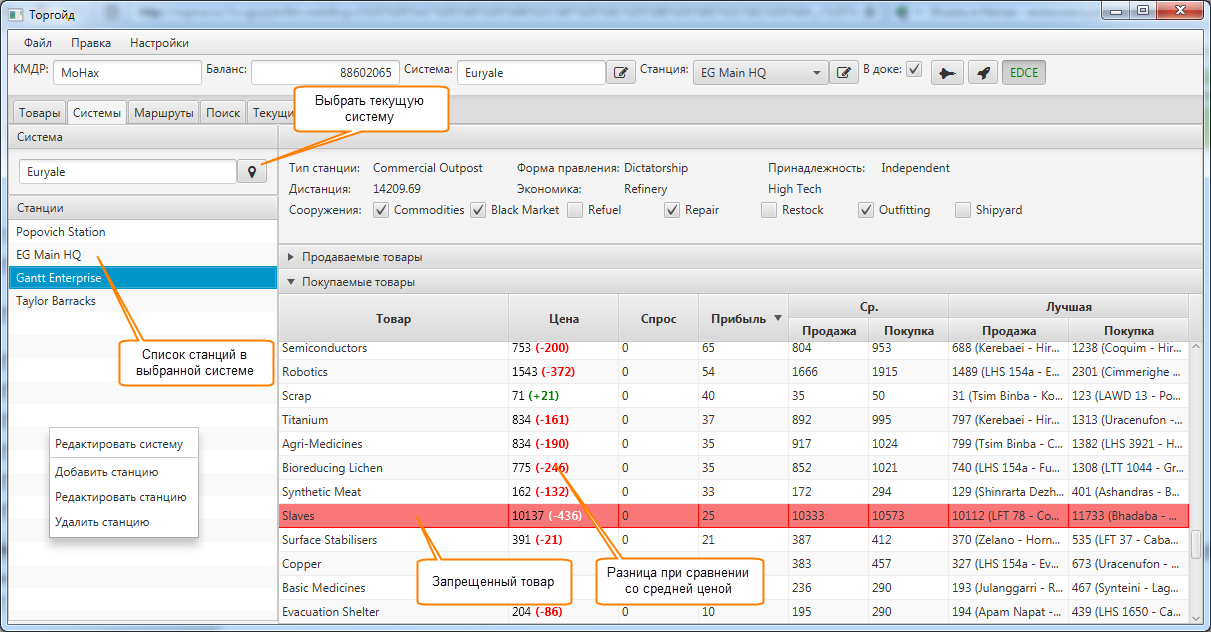 Торгойд
Файл Правка Настройки
КМДР: MoHax Баланс: 88602065 Система: Euryale Станция: EG Main HQ В доке: EDCE
Товары Системы Маршруты Поиск Текущи
Выбрать текущую
систему
Система
Euryale
Тип станции: Commercial Outpost Форма правления: Dictatorship Принадлежность: Independent
Дистанция: 14209.69 Экономика: Refinery High Tech
Сооружения: Commodities Black Market Refuel Repair Restock Outfitting Shipyard
Станции
Popovich Station
EG Main HQ
Gantt Enterprise
Taylor Barracks
Список станций в
выбранной системе
Редактировать систему
Добавить станцию
Редактировать станцию
Удалить станцию
Продаваемые товары
Покупаемые товары
Товар Цена Спрос Прибыль Ср. Лучшая
Продажа Покупка Продажа Покупка
Semiconductors 753 (-200) 0 65 804 953 688 (Kerebaei - Hir... 1238 (Coquim - Hir...
Robotics 1543 (-372) 0 54 1666 1915 1489 (LHS 154a - E... 2301 (Cimmerighe ...
Scrap 71 (+21) 0 40 35 50 31 (Tsim Binba - Ko... 123 (LAWD 13 - Po...
Titanium 834 (-161) 0 37 892 995 797 (Kerebaei - Hir... 1313 (Uracenufon -...
Agri-Medicines 834 (-190) 0 35 917 1024 799 (Tsim Binba - C... 1382 (LHS 3921 - H...
Bioreducing Lichen 775 (-246) 0 35 852 1021 740 (LHS 154a - Fu... 1308 (LTT 1044 - Gr...
Synthetic Meat 162 (-132) 0 33 172 294 129 (Shinrarta Dezh... 401 (Ashandras - B...
Slaves 10137 (-436) 0 25 10333 10573 10112 (LFT 78 - Co... 11733 (Bhadaba - ...
Surface Stabilisers 391 (-21) 0 21 387 412 370 (Zelano - Horn... 535 (LFT 37 - Caba...
Copper 383 457 327 (LHS 154a - Ev... 673 (Uracenufon - ...
Basic Medicines 236 290 193 (Julanggarri - R... 467 (Synteini - Lag...
Evacuation Shelter 204 (-86) 0 10 195 290 194 (Apam Napat - ... 439 (LHS 1650 - Ca...
Запрещенный товар
Разница при сравнении
со средней ценой